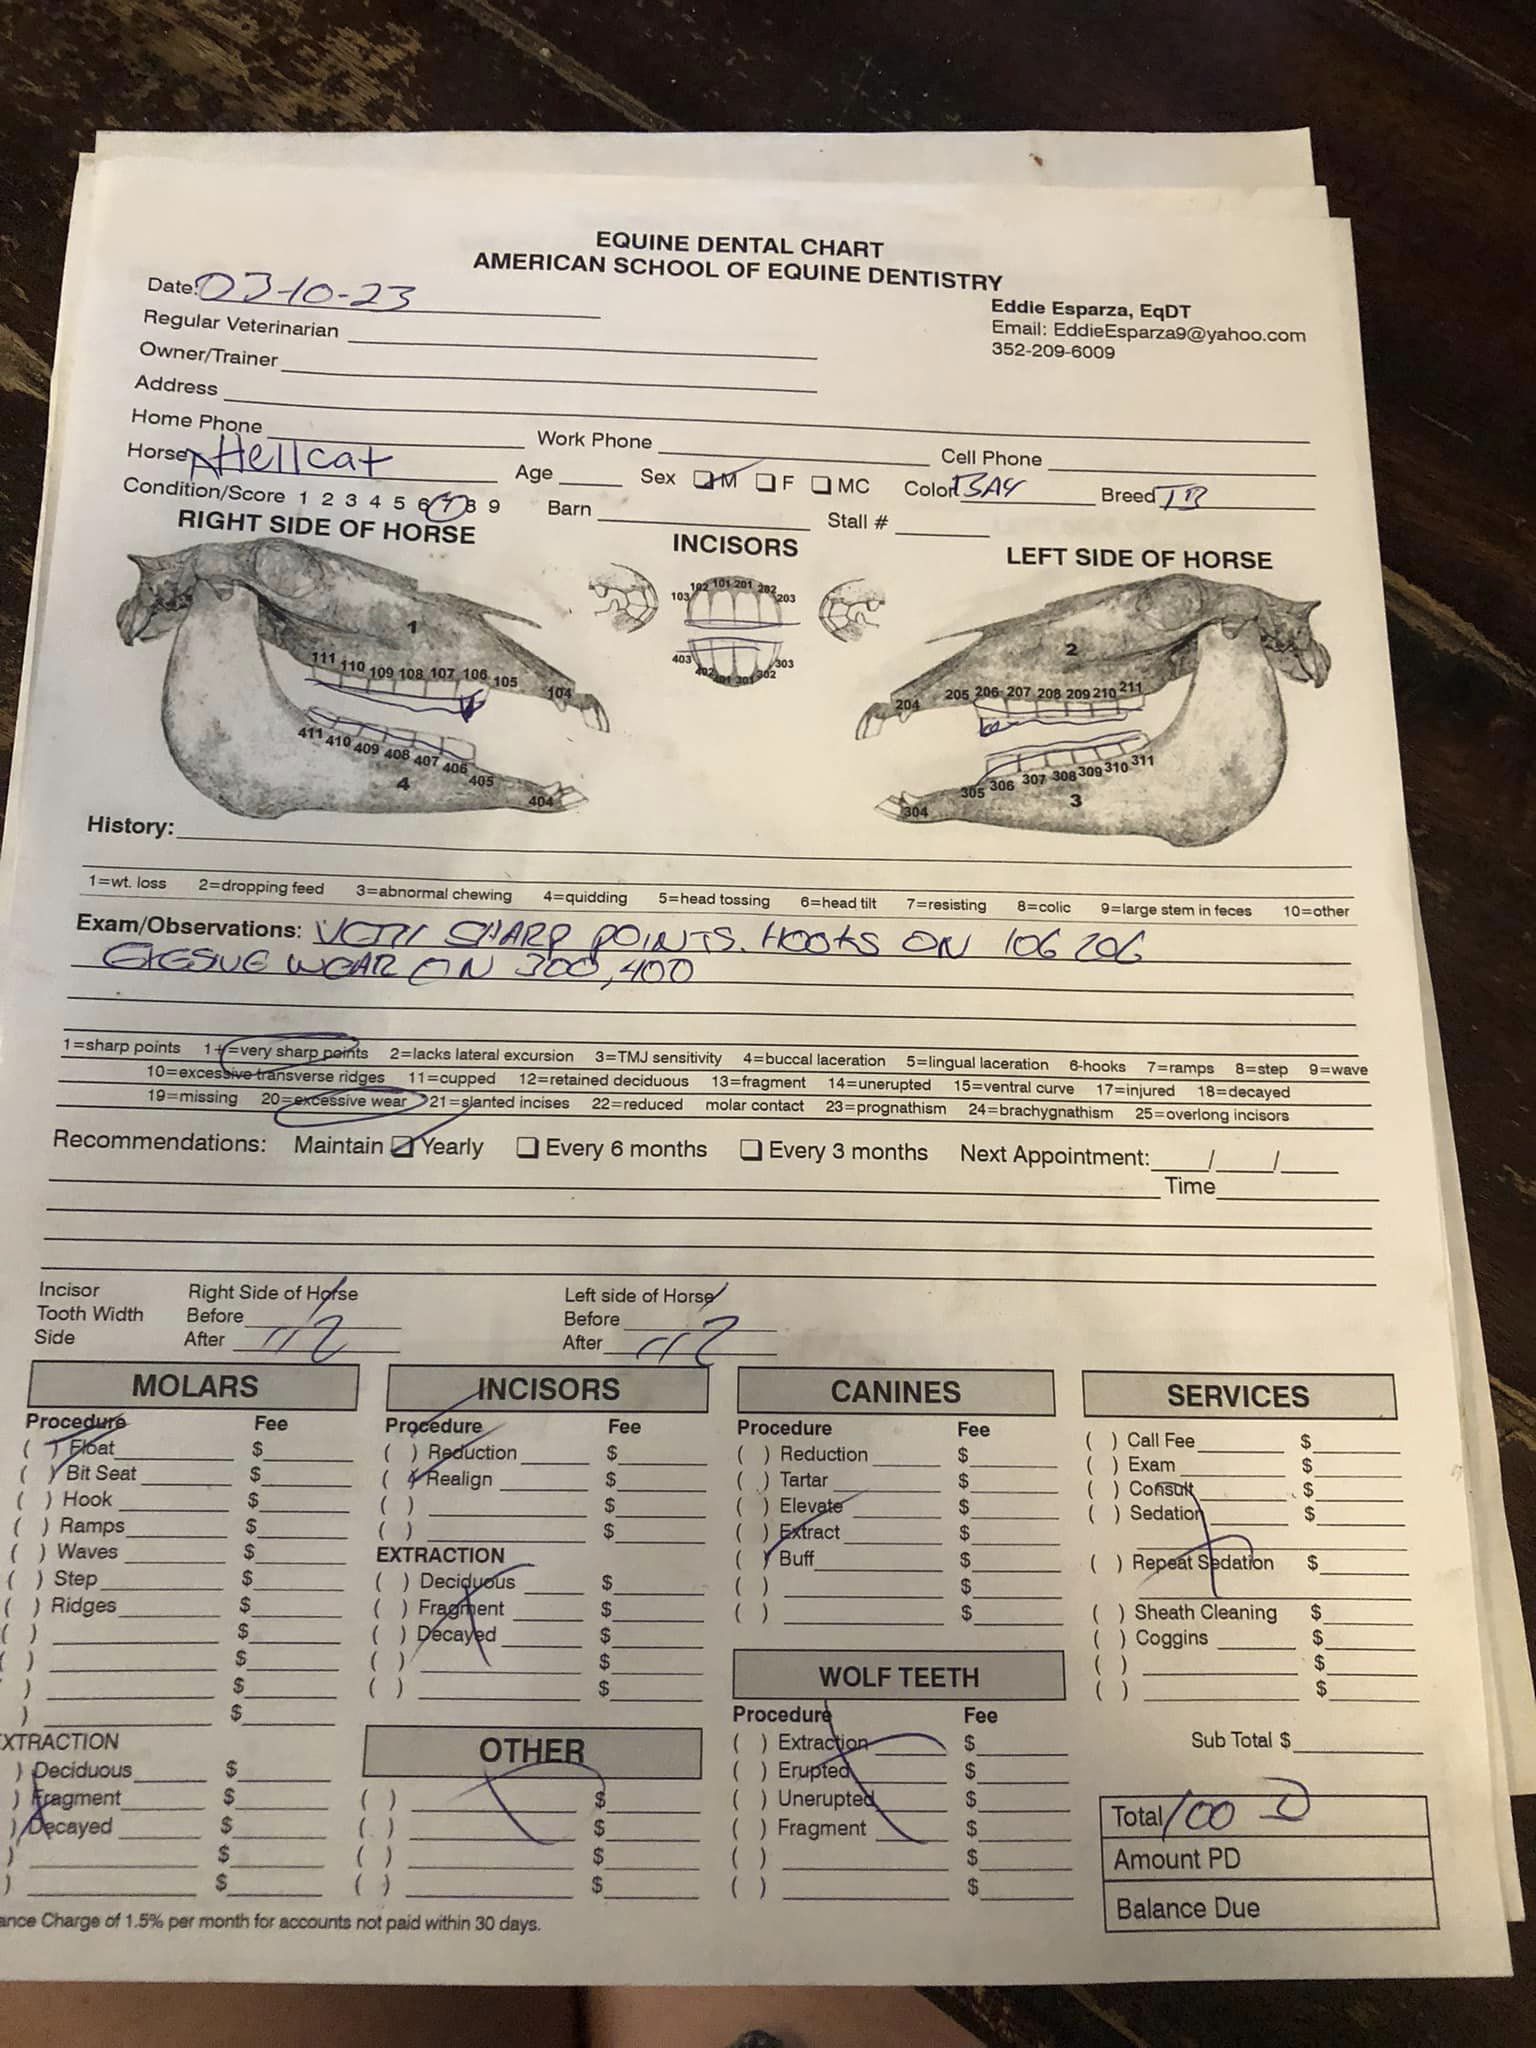 EQUINE DENTAL CHART
AMERICAN SCHOOL OF EQUINE DENTISTRY
Date: 03-10-23
Eddie Esparza, EqDT
Email: EddieEsparza9@yahoo.com
352-209-6009
Regular Veterinarian
Owner/Trainer
Address
Home Phone Work Phone Cell Phone
Horse Hellcat Age Sex M F MC Color BAY Breed TB
Condition/Score 1 2 3 4 5 6 7 8 9 Barn Stall #
RIGHT SIDE OF HORSE INCISORS LEFT SIDE OF HORSE
103 102 101 201 202 203
403 402 401 301 302 303
1
111 110 109 108 107 106 105 104
411 410 409 408 407 406 405 404
4
2
204 205 206 207 208 209 210 211
304 305 306 307 308 309 310 311
3
History:
1=wt. loss 2=dropping feed 3=abnormal chewing 4=quidding 5=head tossing 6=head tilt 7=resisting 8=colic 9=large stem in feces 10=other
Exam/Observations: VERY SHARP POINTS. HOOKS ON 106 206
WEAR ON 300,400
1=sharp points 1+=very sharp points 2=lacks lateral excursion 3=TMJ sensitivity 4=buccal laceration 5=lingual laceration 6-hooks 7=ramps 8=step 9=wave
10=excessive transverse ridges 11=cupped 12=retained deciduous 13=fragment 14=unerupted 15=ventral curve 17=injured 18=decayed
19=missing 20=excessive wear 21=slanted incises 22=reduced molar contact 23=prognathism 24=brachygnathism 25=overlong incisors
Recommendations: Maintain Yearly Every 6 months Every 3 months Next Appointment: / /
Time
Incisor Right Side of Horse Left side of Horse
Tooth Width Before Before
Side After After
MOLARS INCISORS CANINES SERVICES
Procedure Fee Procedure Fee Procedure Fee
( ) Float $ ( ) Reduction $ ( ) Reduction $ ( ) Call Fee $
( ) Bit Seat $ ( ) Realign $ ( ) Tartar $ ( ) Exam $
( ) Hook $ ( ) $ ( ) Elevate $ ( ) Consult $
( ) Ramps $ ( ) $ ( ) Extract $ ( ) Sedation $
( ) Waves $ EXTRACTION ( ) Buff $ ( ) Repeat Sedation $
( ) Step $ ( ) Deciduous $ ( ) $
( ) Ridges $ ( ) Fragment $ ( ) $ ( ) Sheath Cleaning $
( ) $ ( ) Decayed $ ( ) Coggins $
) $ ( ) $ WOLF TEETH ( ) $
) $ ( ) $ Procedure Fee ( ) $
) $
XTRACTION OTHER ( ) Extraction $ Sub Total $
) Deciduous $ ( ) Erupted $
) Fragment $ ( ) $ ( ) Unerupted $ Total 100
) Decayed $ ( ) $ ( ) Fragment $
) $ ( ) $ ( ) $ Amount PD
) $ ( ) $ ( ) $ Balance Due
ance Charge of 1.5% per month for accounts not paid within 30 days.